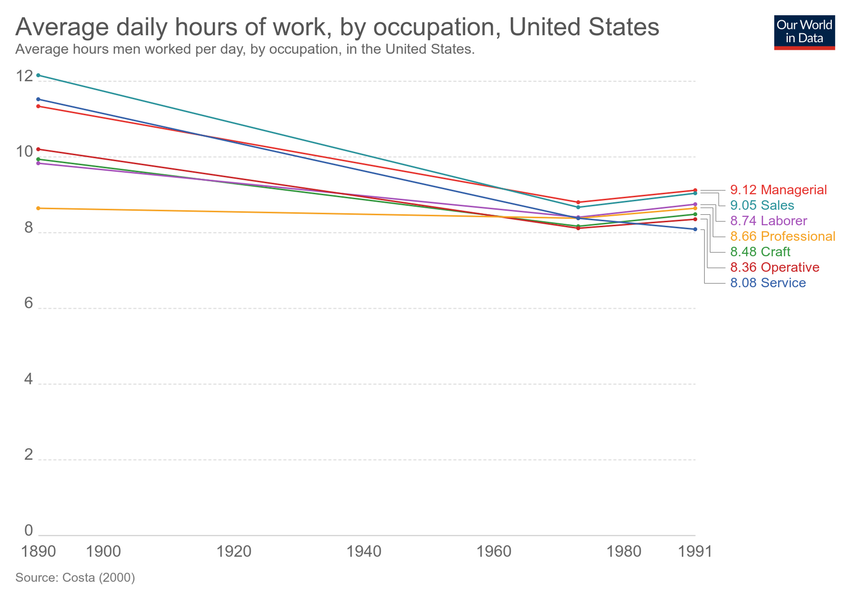 Average daily hours of work, by occupation, United States
Average hours men worked per day, by occupation, in the United States.
Our World
in Data
12
10
8
6
4
2
0
1890 1900 1920 1940 1960 1980 1991
9.12 Managerial
9.05 Sales
8.74 Laborer
8.66 Professional
8.48 Craft
8.36 Operative
8.08 Service
Source: Costa (2000)